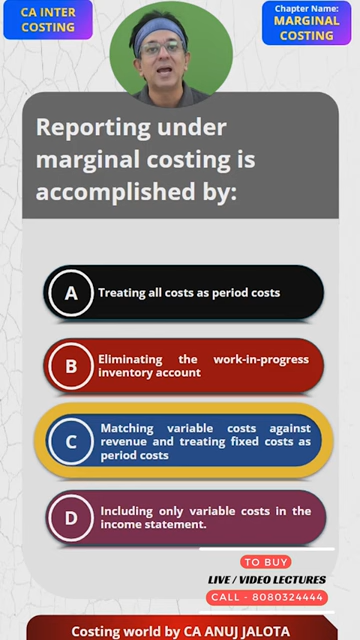 CA INTER
COSTING
Chapter Name:
MARGINAL
COSTING
Reporting under
marginal costing is
accomplished by:
A Treating all costs as period costs
B Eliminating the work-in-progress
inventory account
C Matching variable costs against
revenue and treating fixed costs as
period costs
D Including only variable costs in the
income statement.
TO BUY
LIVE / VIDEO LECTURES
CALL - 8080324444
Costing world by CA ANUJ JALOTA